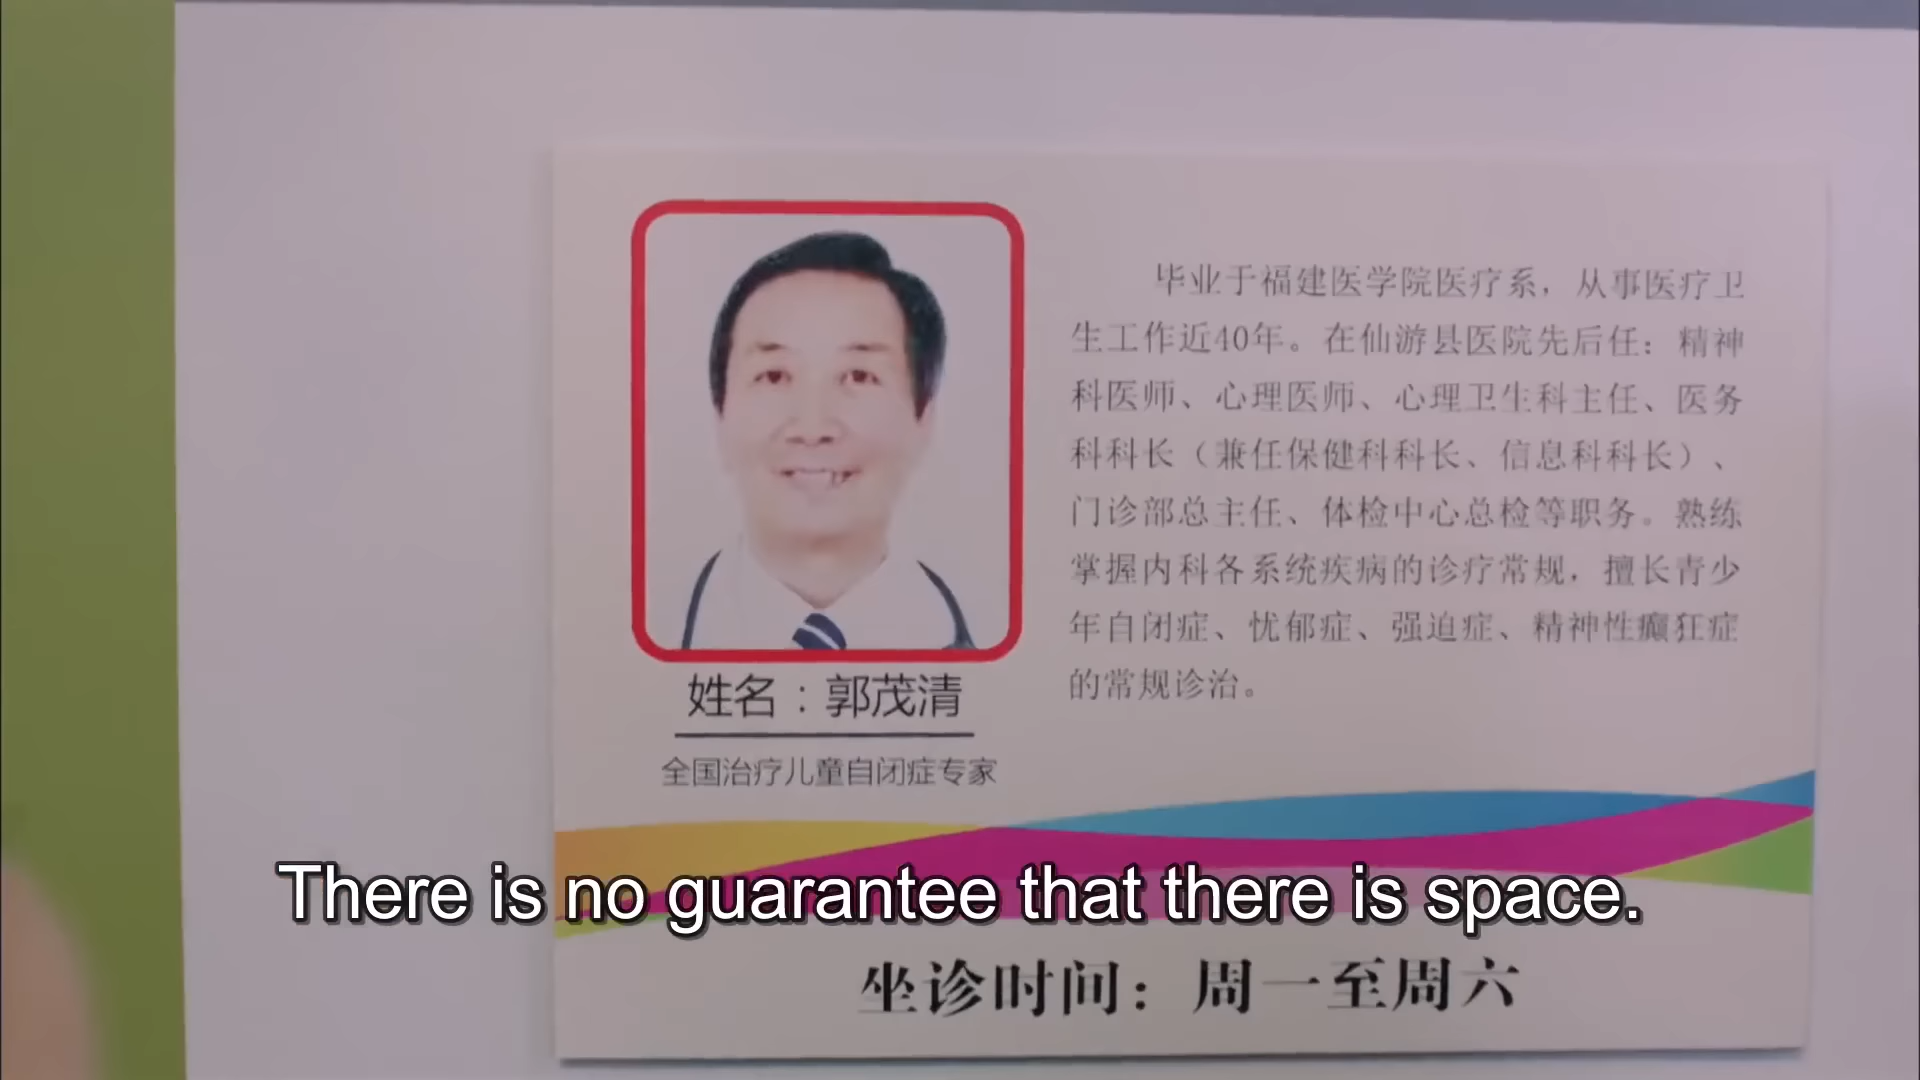 毕业于福建医学院医疗系，从事医疗卫
生工作近40年。在仙游县医院先后任：精神
科医师、心理医师、心理卫生科主任、医务
科科长（兼任保健科科长、信息科科长）、
门诊部总主任、体检中心总检等职务。熟练
掌握内科各系统疾病的诊疗常规，擅长青少
年自闭症、忧郁症、强迫症、精神性癫狂症
的常规诊治。
姓名：郭茂清
全国治疗儿童自闭症专家
There is no guarantee that there is space.
坐诊时间：周一至周六